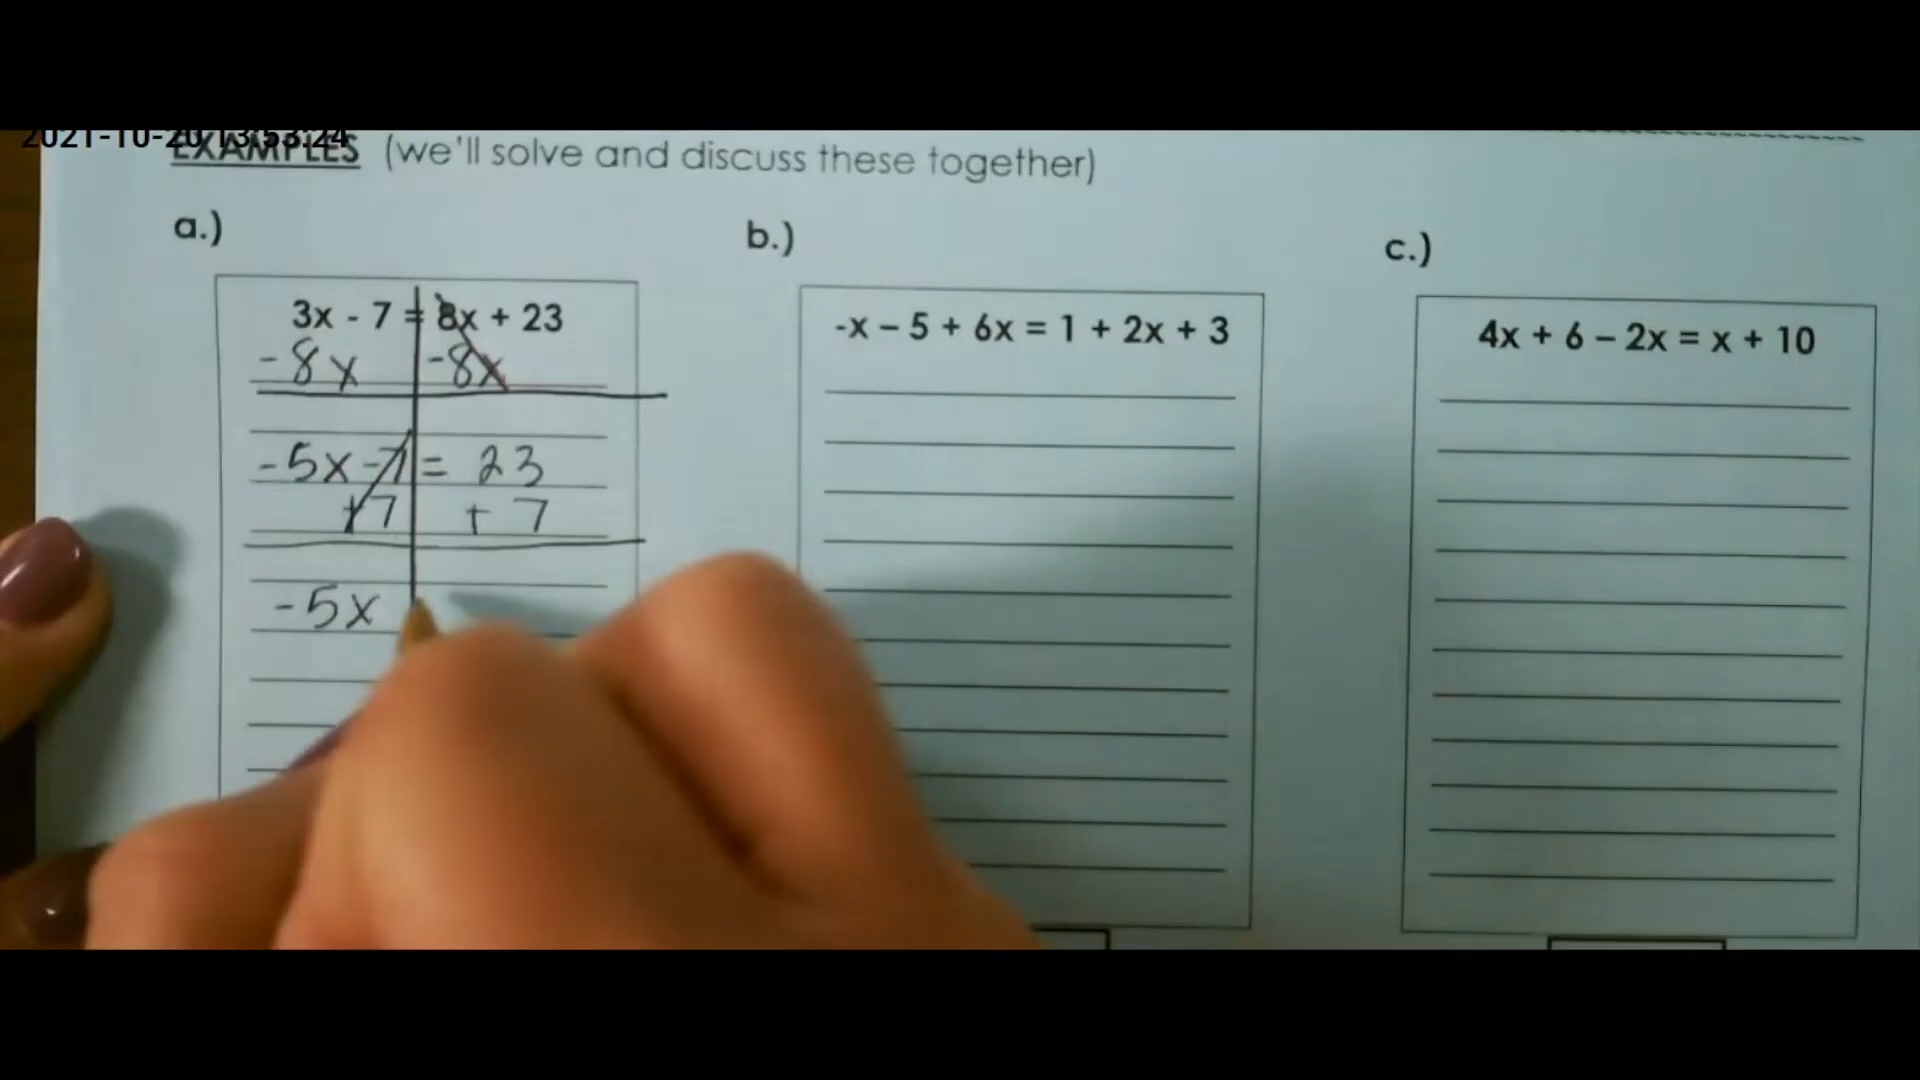 2021-10-20 13:53:24
EXAMPLES (we'll solve and discuss these together)
a.)
3x - 7 = 8x + 23
-8x -8x
-5x -7 = 23
+7 + 7
-5x
b.)
-x – 5 + 6x = 1 + 2x + 3
c.)
4x + 6 – 2x = x + 10